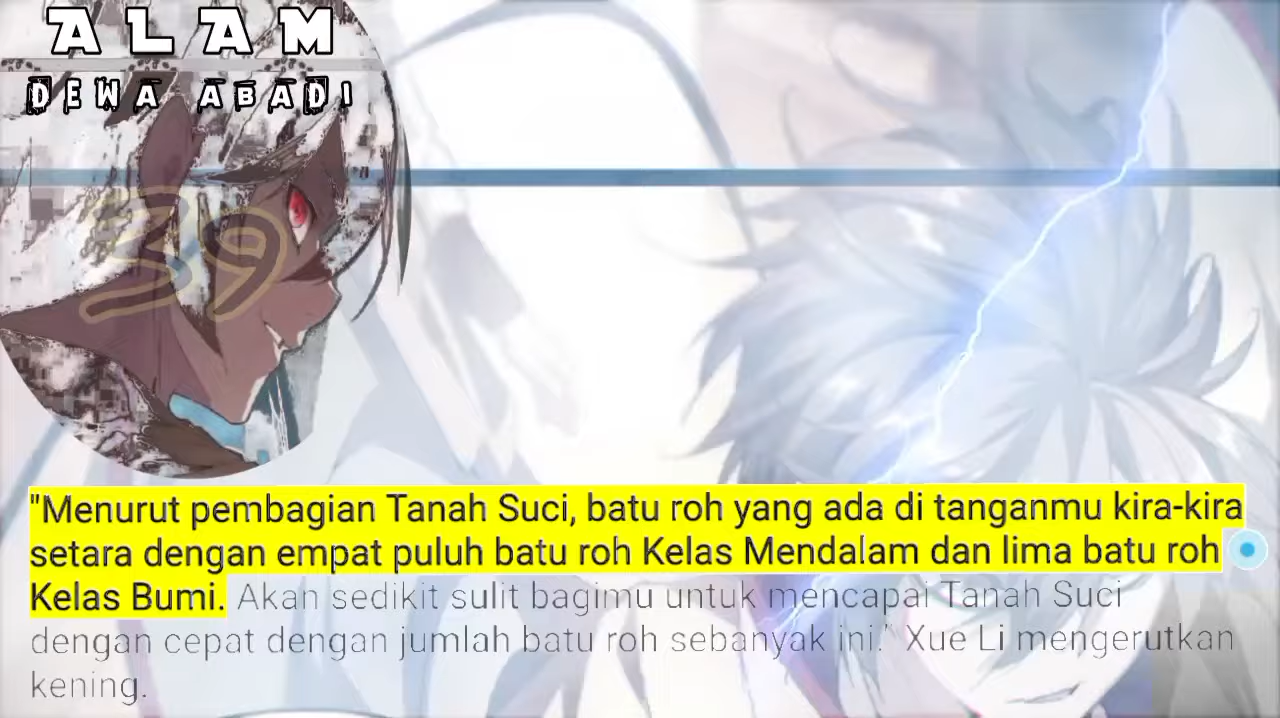 ALAM
DEWA ABADI
39
"Menurut pembagian Tanah Suci, batu roh yang ada di tanganmu kira-kira
setara dengan empat puluh batu roh Kelas Mendalam dan lima batu roh
Kelas Bumi. Akan sedikit sulit bagimu untuk mencapai Tanah Suci
dengan cepat dengan jumlah batu roh sebanyak ini." Xue Li mengerutkan
kening.